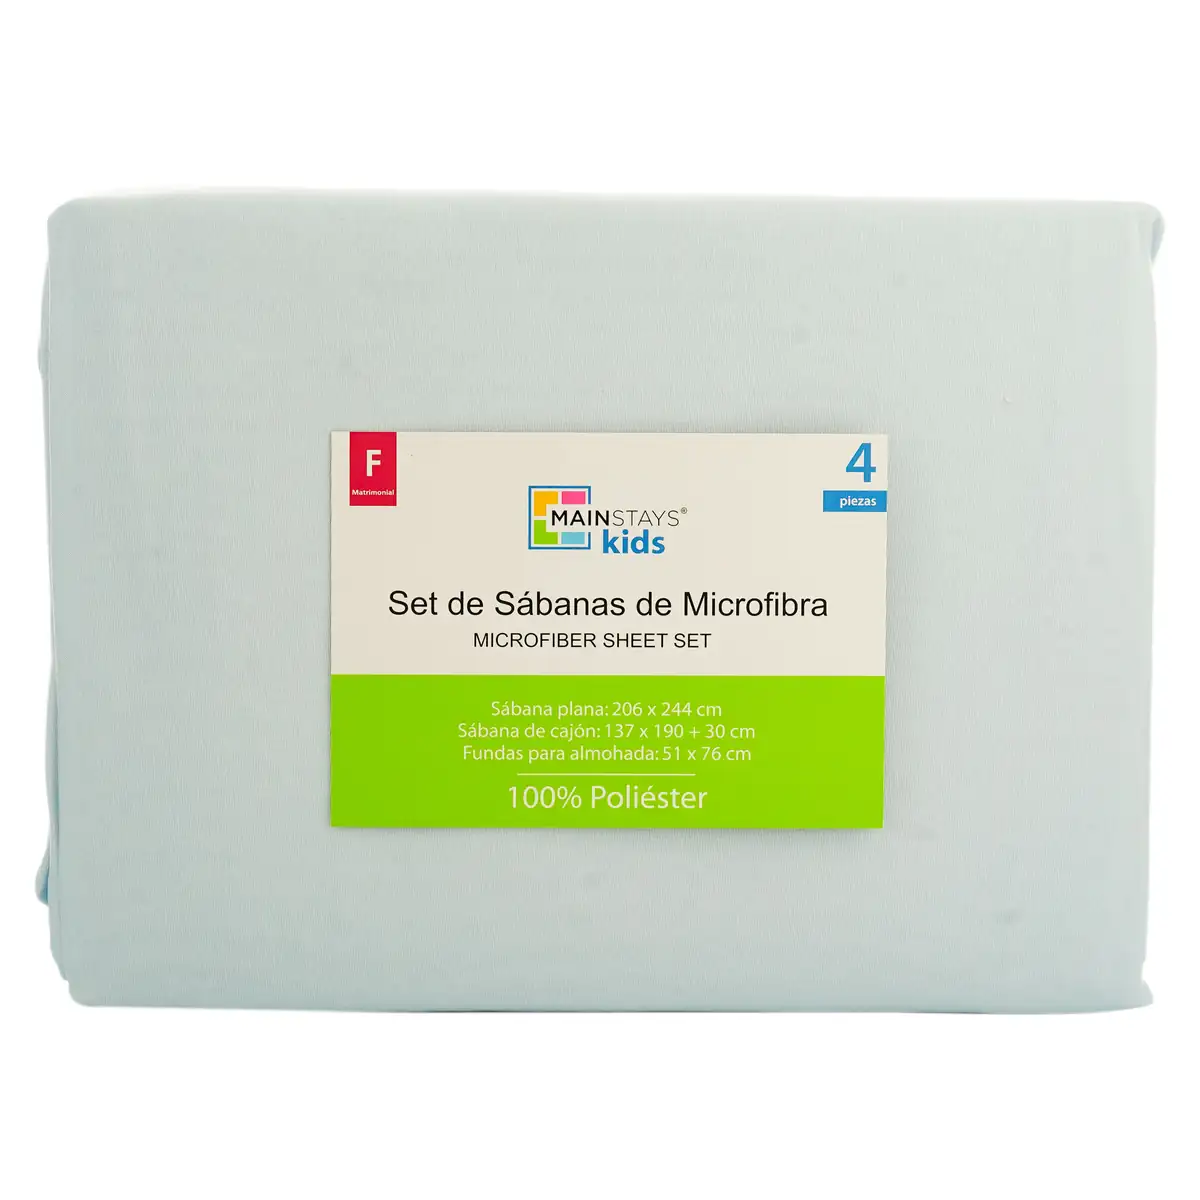 F
Matrimonial
4
piezas
MAINSTAYS®
kids
Set de Sábanas de Microfibra
MICROFIBER SHEET SET
Sábana plana: 206 x 244 cm
Sábana de cajón: 137 x 190 + 30 cm
Fundas para almohada: 51 x 76 cm
100% Poliéster